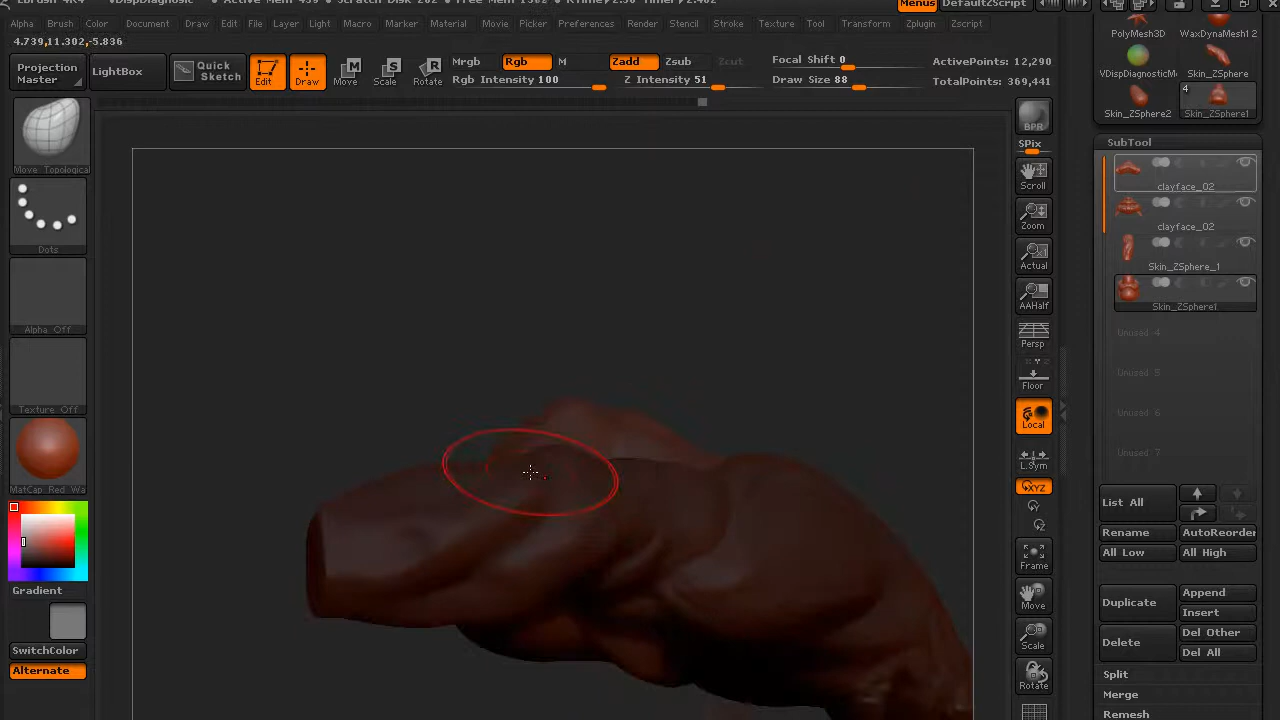 DefaultZScript
Menus
Alpha Brush Color Document Draw Edit File Layer Light Macro Marker Material Movie Picker Preferences Render Stencil Stroke Texture Tool Transform Zplugin Zscript
4.739,11.302,-5.836
Projection
Master
LightBox
Quick
Sketch
Edit
Draw
Move
Scale
Rotate
Mrgb
Rgb
M
Rgb Intensity 100
Zadd
Zsub
Zcut
Z Intensity 51
Focal Shift 0
Draw Size 88
ActivePoints: 12,290
TotalPoints: 369,441
Move Topological
Dots
Alpha Off
Texture Off
MatCap Red Wa
Gradient
SwitchColor
Alternate
BPR
SPix
Scroll
Zoom
Actual
AAHalf
Persp
Floor
Local
L.Sym
XYZ
Frame
Move
Scale
Rotate
PolyMesh3D
WaxDynaMesh12
VDispDiagnosticMi
Skin_ZSphere
4
Skin_ZSphere2
Skin_ZSphere1
SubTool
clayface_02
clayface_02
Skin_ZSphere_1
Skin_ZSphere1
Unused 4
Unused 5
Unused 6
Unused 7
List All
Rename
AutoReorder
All Low
All High
Duplicate
Append
Insert
Delete
Del Other
Del All
Split
Merge
Remesh